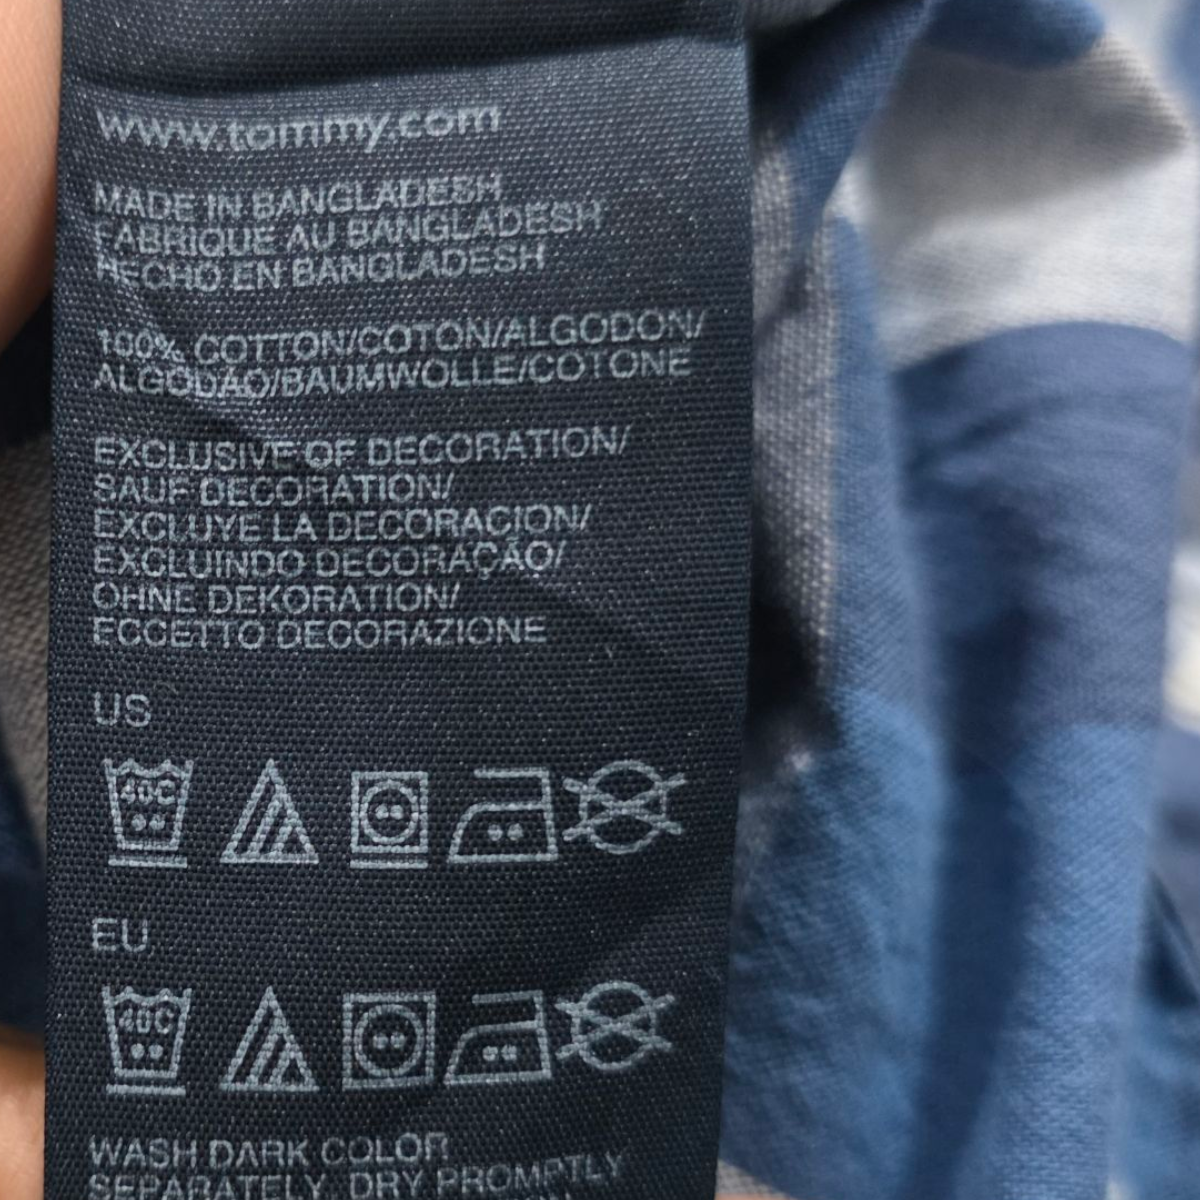 www.tommy.com
MADE IN BANGLADESH
FABRIQUE AU BANGLADESH
HECHO EN BANGLADESH
100% COTTON/COTON/ALGODON/
ALGODAO/BAUMWOLLE/COTONE
EXCLUSIVE OF DECORATION/
SAUF DECORATION/
EXCLUYE LA DECORACION/
EXCLUINDO DECORAÇÃO/
OHNE DEKORATION/
ECCETTO DECORAZIONE
US
40C
EU
40C
WASH DARK COLOR
SEPARATELY. DRY PROMPTLY